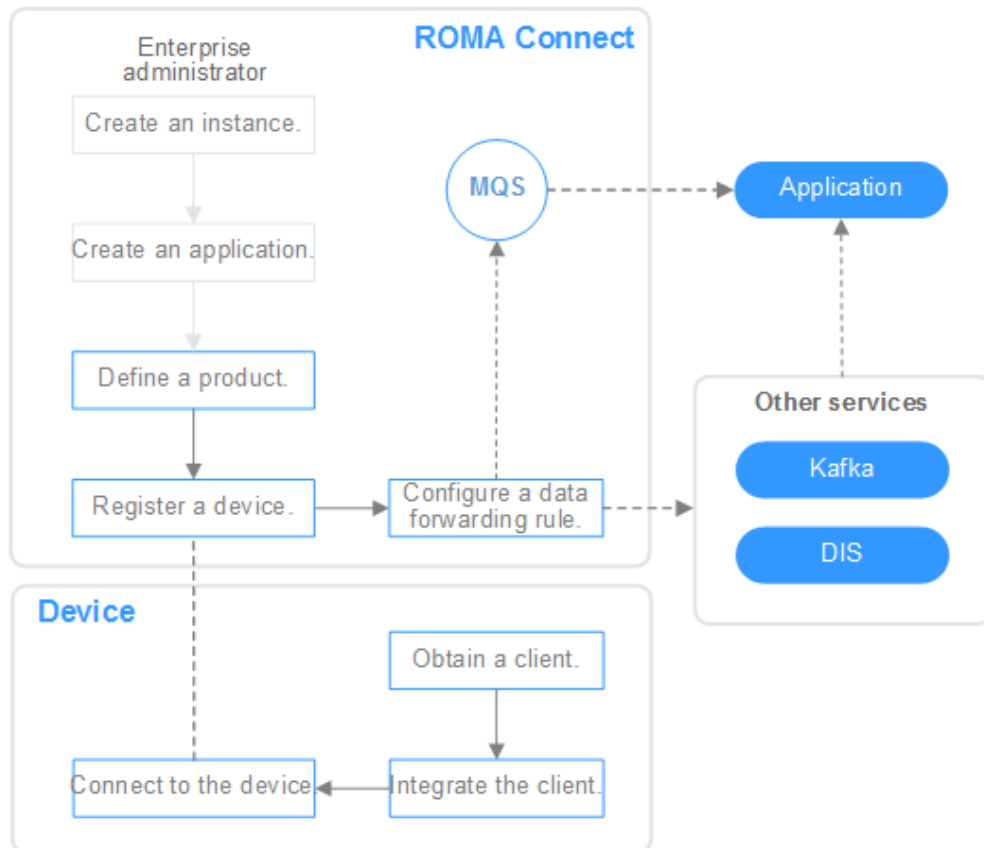 ROMA Connect
Enterprise
administrator
Create an instance.
MQS
Application
Create an application.
Define a product.
Other services
Kafka
Register a device.
Configure a data
forwarding rule.
DIS
Device
Obtain a client.
Connect to the device.
Integrate the client.